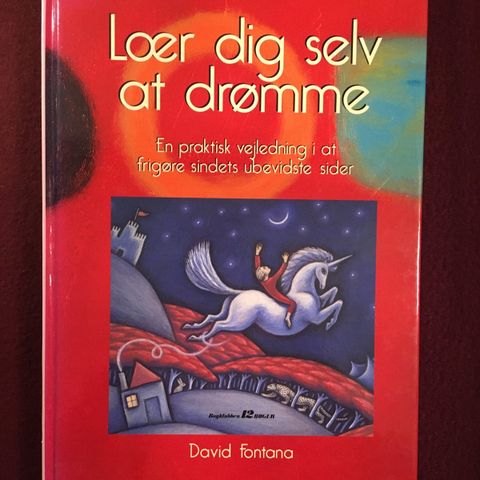 Lær dig selv
at drømme
En praktisk vejledning i at
frigøre sindets ubevidste sider
Bogklubben 12 BØGER
David Fontana